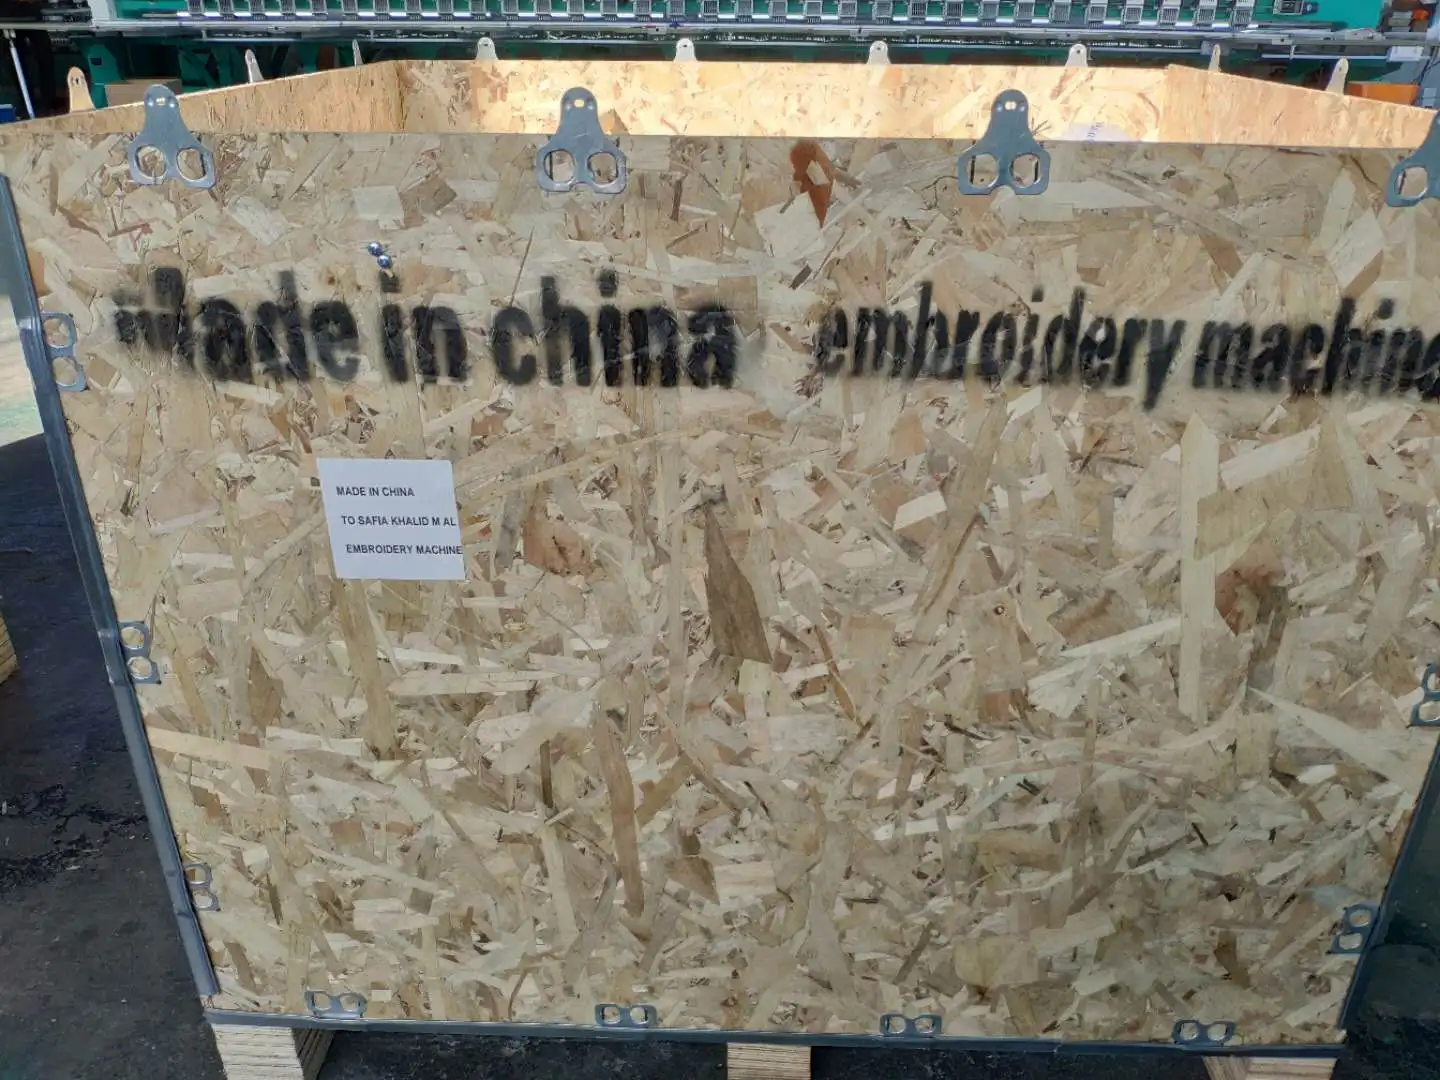 Made in china embroidery machine
MADE IN CHINA
TO SAFIA KHALID M AL
EMBROIDERY MACHINE